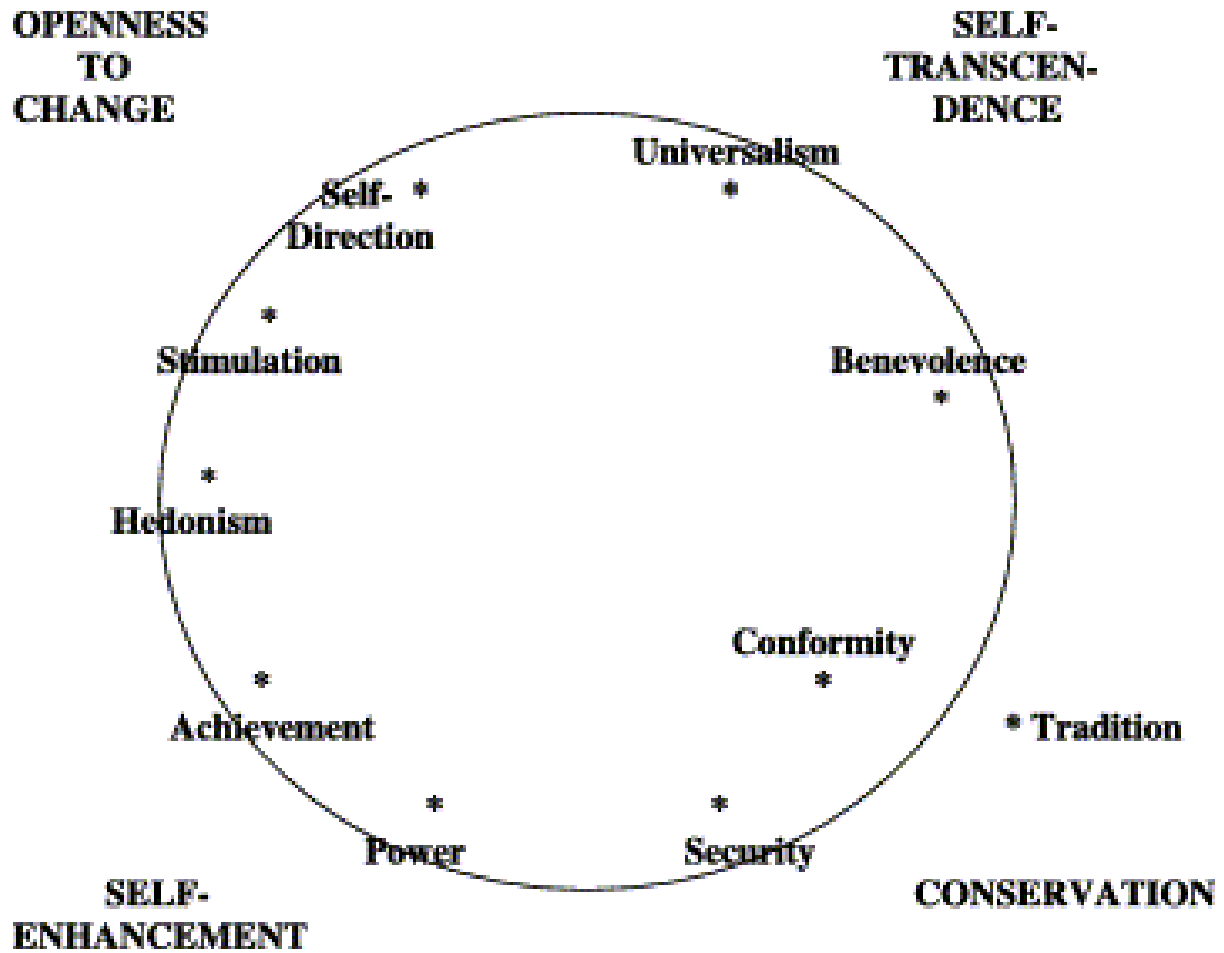 OPENNESS
TO
CHANGE
SELF-
TRANSCEN-
DENCE
Universalism
*
Self- *
Direction
*
Stimulation
Benevolence
*
*
Hedonism
Conformity
*
*
Achievement
* Tradition
*
Power
*
Security
SELF-
ENHANCEMENT
CONSERVATION